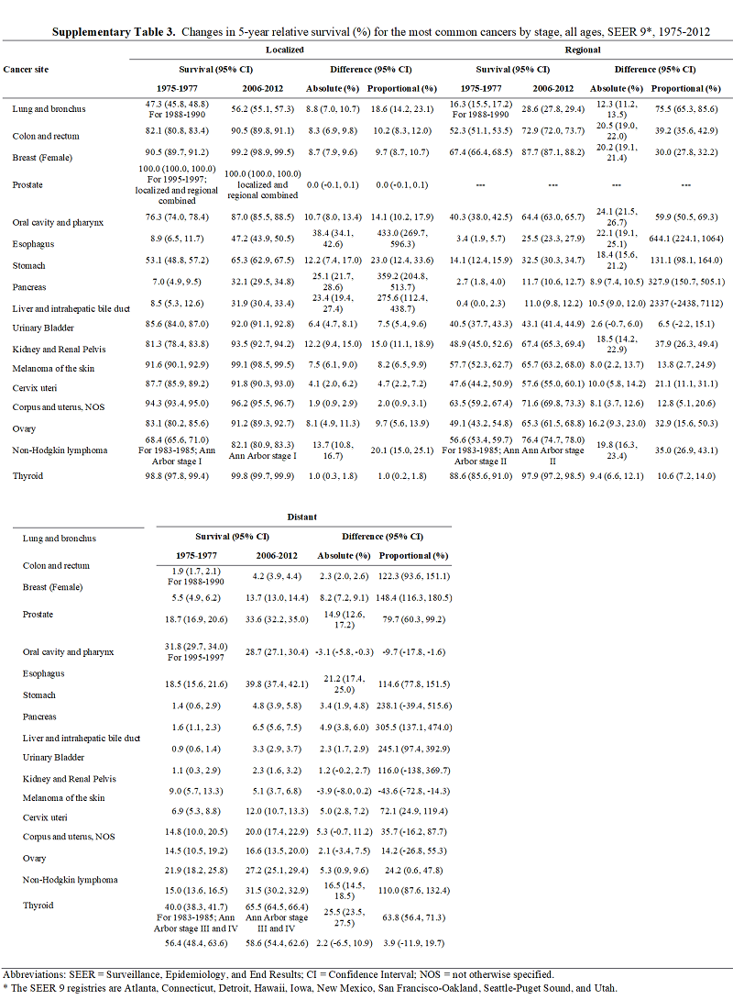 Supplementary Table 3. Changes in 5-year relative survival (%) for the most common cancers by stage, all ages, SEER 9*, 1975-2012
Localized Regional
Cancer site Survival (95% CI) Difference (95% CI) Survival (95% CI) Difference (95% CI)
1975-1977 2006-2012 Absolute (%) Proportional (%) 1975-1977 2006-2012 Absolute (%) Proportional (%)
Lung and bronchus 47.3 (45.8, 48.8) For 1988-1990 56.2 (55.1, 57.3) 8.8 (7.0, 10.7) 18.6 (14.2, 23.1) 16.3 (15.5, 17.2) For 1988-1990 28.6 (27.8, 29.4) 12.3 (11.2, 13.5) 75.5 (65.3, 85.6)
Colon and rectum 82.1 (80.8, 83.4) 90.5 (89.8, 91.1) 8.3 (6.9, 9.8) 10.2 (8.3, 12.0) 52.3 (51.1, 53.5) 72.9 (72.0, 73.7) 20.5 (19.0, 22.0) 39.2 (35.6, 42.9)
Breast (Female) 90.5 (89.7, 91.2) 99.2 (98.9, 99.5) 8.7 (7.9, 9.6) 9.7 (8.7, 10.7) 67.4 (66.4, 68.5) 87.7 (87.1, 88.2) 20.2 (19.1, 21.4) 30.0 (27.8, 32.2)
Prostate 100.0 (100.0, 100.0) For 1995-1997; localized and regional combined 100.0 (100.0, 100.0) localized and regional combined 0.0 (-0.1, 0.1) 0.0 (-0.1, 0.1) --- --- --- ---
Oral cavity and pharynx 76.3 (74.0, 78.4) 87.0 (85.5, 88.5) 10.7 (8.0, 13.4) 14.1 (10.2, 17.9) 40.3 (38.0, 42.5) 64.4 (63.0, 65.7) 24.1 (21.5, 26.7) 59.9 (50.5, 69.3)
Esophagus 8.9 (6.5, 11.7) 47.2 (43.9, 50.5) 38.4 (34.1, 42.6) 433.0 (269.7, 596.3) 3.4 (1.9, 5.7) 25.5 (23.3, 27.9) 22.1 (19.1, 25.1) 644.1 (224.1, 1064)
Stomach 53.1 (48.8, 57.2) 65.3 (62.9, 67.5) 12.2 (7.4, 17.0) 23.0 (12.4, 33.6) 14.1 (12.4, 15.9) 32.5 (30.3, 34.7) 18.4 (15.6, 21.2) 131.1 (98.1, 164.0)
Pancreas 7.0 (4.9, 9.5) 32.1 (29.5, 34.8) 25.1 (21.7, 28.6) 359.2 (204.8, 513.7) 2.7 (1.8, 4.0) 11.7 (10.6, 12.7) 8.9 (7.4, 10.5) 327.9 (150.7, 505.1)
Liver and intrahepatic bile duct 8.5 (5.3, 12.6) 31.9 (30.4, 33.4) 23.4 (19.4, 27.4) 275.6 (112.4, 438.7) 0.4 (0.0, 2.3) 11.0 (9.8, 12.2) 10.5 (9.0, 12.0) 2337 (-2438, 7112)
Urinary Bladder 85.6 (84.0, 87.0) 92.0 (91.1, 92.8) 6.4 (4.7, 8.1) 7.5 (5.4, 9.6) 40.5 (37.7, 43.3) 43.1 (41.4, 44.9) 2.6 (-0.7, 6.0) 6.5 (-2.2, 15.1)
Kidney and Renal Pelvis 81.3 (78.4, 83.8) 93.5 (92.7, 94.2) 12.2 (9.4, 15.0) 15.0 (11.1, 18.9) 48.9 (45.0, 52.6) 67.4 (65.3, 69.4) 18.5 (14.2, 22.9) 37.9 (26.3, 49.4)
Melanoma of the skin 91.6 (90.1, 92.9) 99.1 (98.5, 99.5) 7.5 (6.1, 9.0) 8.2 (6.5, 9.9) 57.7 (52.3, 62.7) 65.7 (63.2, 68.0) 8.0 (2.2, 13.7) 13.8 (2.7, 24.9)
Cervix uteri 87.7 (85.9, 89.2) 91.8 (90.3, 93.0) 4.1 (2.0, 6.2) 4.7 (2.2, 7.2) 47.6 (44.2, 50.9) 57.6 (55.0, 60.1) 10.0 (5.8, 14.2) 21.1 (11.1, 31.1)
Corpus and uterus, NOS 94.3 (93.4, 95.0) 96.2 (95.5, 96.7) 1.9 (0.9, 2.9) 2.0 (0.9, 3.1) 63.5 (59.2, 67.4) 71.6 (69.8, 73.3) 8.1 (3.7, 12.6) 12.8 (5.1, 20.6)
Ovary 83.1 (80.2, 85.6) 91.2 (89.3, 92.7) 8.1 (4.9, 11.3) 9.7 (5.6, 13.9) 49.1 (43.2, 54.8) 65.3 (61.5, 68.8) 16.2 (9.3, 23.0) 32.9 (15.6, 50.3)
Non-Hodgkin lymphoma 68.4 (65.6, 71.0) For 1983-1985; Ann Arbor stage I 82.1 (80.9, 83.3) Ann Arbor stage I 13.7 (10.8, 16.7) 20.1 (15.0, 25.1) 56.6 (53.4, 59.7) For 1983-1985; Ann Arbor stage II 76.4 (74.7, 78.0) Ann Arbor stage II 19.8 (16.3, 23.4) 35.0 (26.9, 43.1)
Thyroid 98.8 (97.8, 99.4) 99.8 (99.7, 99.9) 1.0 (0.3, 1.8) 1.0 (0.2, 1.8) 88.6 (85.6, 91.0) 97.9 (97.2, 98.5) 9.4 (6.6, 12.1) 10.6 (7.2, 14.0)
Distant
Lung and bronchus Survival (95% CI) Difference (95% CI)
1975-1977 2006-2012 Absolute (%) Proportional (%)
Colon and rectum 1.9 (1.7, 2.1) For 1988-1990 4.2 (3.9, 4.4) 2.3 (2.0, 2.6) 122.3 (93.6, 151.1)
Breast (Female) 5.5 (4.9, 6.2) 13.7 (13.0, 14.4) 8.2 (7.2, 9.1) 148.4 (116.3, 180.5)
Prostate 18.7 (16.9, 20.6) 33.6 (32.2, 35.0) 14.9 (12.6, 17.2) 79.7 (60.3, 99.2)
Oral cavity and pharynx 31.8 (29.7, 34.0) For 1995-1997 28.7 (27.1, 30.4) -3.1 (-5.8, -0.3) -9.7 (-17.8, -1.6)
Esophagus 18.5 (15.6, 21.6) 39.8 (37.4, 42.1) 21.2 (17.4, 25.0) 114.6 (77.8, 151.5)
Stomach 1.4 (0.6, 2.9) 4.8 (3.9, 5.8) 3.4 (1.9, 4.8) 238.1 (-39.4, 515.6)
Pancreas 1.6 (1.1, 2.3) 6.5 (5.6, 7.5) 4.9 (3.8, 6.0) 305.5 (137.1, 474.0)
Liver and intrahepatic bile duct 0.9 (0.6, 1.4) 3.3 (2.9, 3.7) 2.3 (1.7, 2.9) 245.1 (97.4, 392.9)
Urinary Bladder 1.1 (0.3, 2.9) 2.3 (1.6, 3.2) 1.2 (-0.2, 2.7) 116.0 (-138, 369.7)
Kidney and Renal Pelvis 9.0 (5.7, 13.3) 5.1 (3.7, 6.8) -3.9 (-8.0, 0.2) -43.6 (-72.8, -14.3)
Melanoma of the skin 6.9 (5.3, 8.8) 12.0 (10.7, 13.3) 5.0 (2.8, 7.2) 72.1 (24.9, 119.4)
Cervix uteri 14.8 (10.0, 20.5) 20.0 (17.4, 22.9) 5.3 (-0.7, 11.2) 35.7 (-16.2, 87.7)
Corpus and uterus, NOS 14.5 (10.5, 19.2) 16.6 (13.5, 20.0) 2.1 (-3.4, 7.5) 14.2 (-26.8, 55.3)
Ovary 21.9 (18.2, 25.8) 27.2 (25.1, 29.4) 5.3 (0.9, 9.6) 24.2 (0.6, 47.8)
Non-Hodgkin lymphoma 15.0 (13.6, 16.5) 31.5 (30.2, 32.9) 16.5 (14.5, 18.5) 110.0 (87.6, 132.4)
Thyroid 40.0 (38.3, 41.7) For 1983-1985; Ann Arbor stage III and IV 65.5 (64.5, 66.4) Ann Arbor stage III and IV 25.5 (23.5, 27.5) 63.8 (56.4, 71.3)
56.4 (48.4, 63.6) 58.6 (54.4, 62.6) 2.2 (-6.5, 10.9) 3.9 (-11.9, 19.7)
Abbreviations: SEER = Surveillance, Epidemiology, and End Results; CI = Confidence Interval; NOS = not otherwise specified.
* The SEER 9 registries are Atlanta, Connecticut, Detroit, Hawaii, Iowa, New Mexico, San Francisco-Oakland, Seattle-Puget Sound, and Utah.